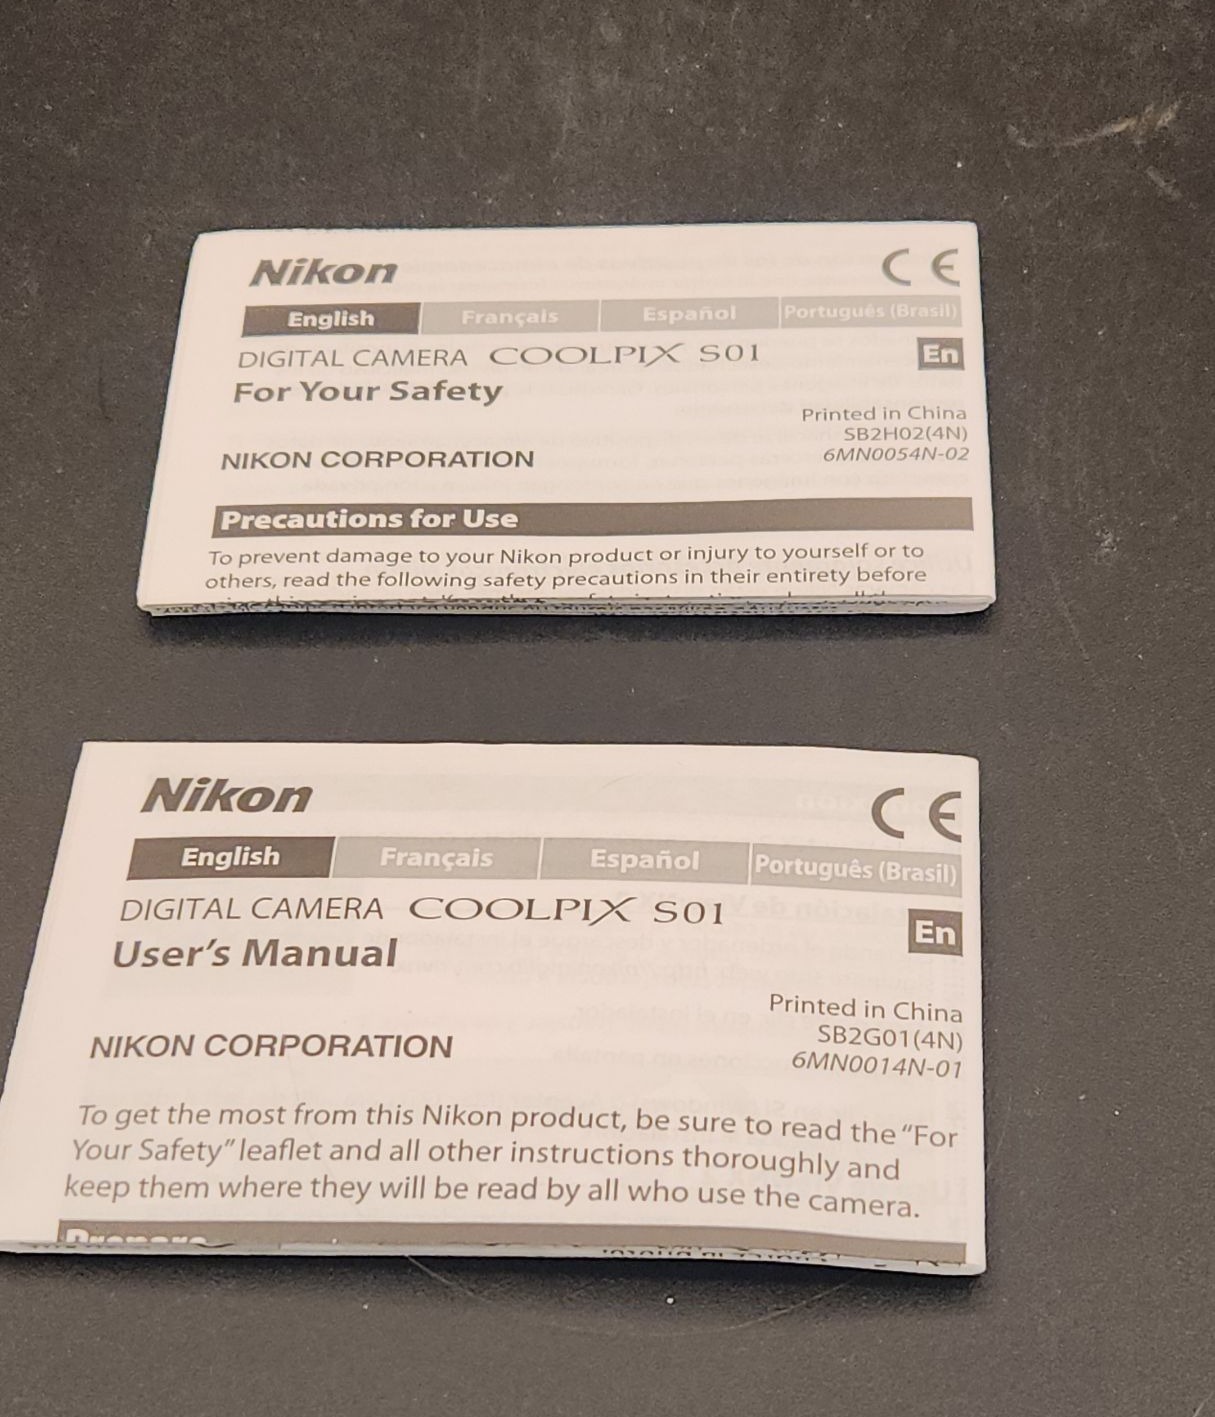 Nikon
CE
English Français Español Português (Brasil)
DIGITAL CAMERA COOLPIX S01
En
For Your Safety
Printed in China
SB2H02(4N)
NIKON CORPORATION
6MN0054N-02
Precautions for Use
To prevent damage to your Nikon product or injury to yourself or to
others, read the following safety precautions in their entirety before
Nikon
CE
English Français Español Português (Brasil)
DIGITAL CAMERA COOLPIX S01
En
User's Manual
Printed in China
SB2G01(4N)
NIKON CORPORATION
6MN0014N-01
To get the most from this Nikon product, be sure to read the “For
Your Safety” leaflet and all other instructions thoroughly and
keep them where they will be read by all who use the camera.
Prepare